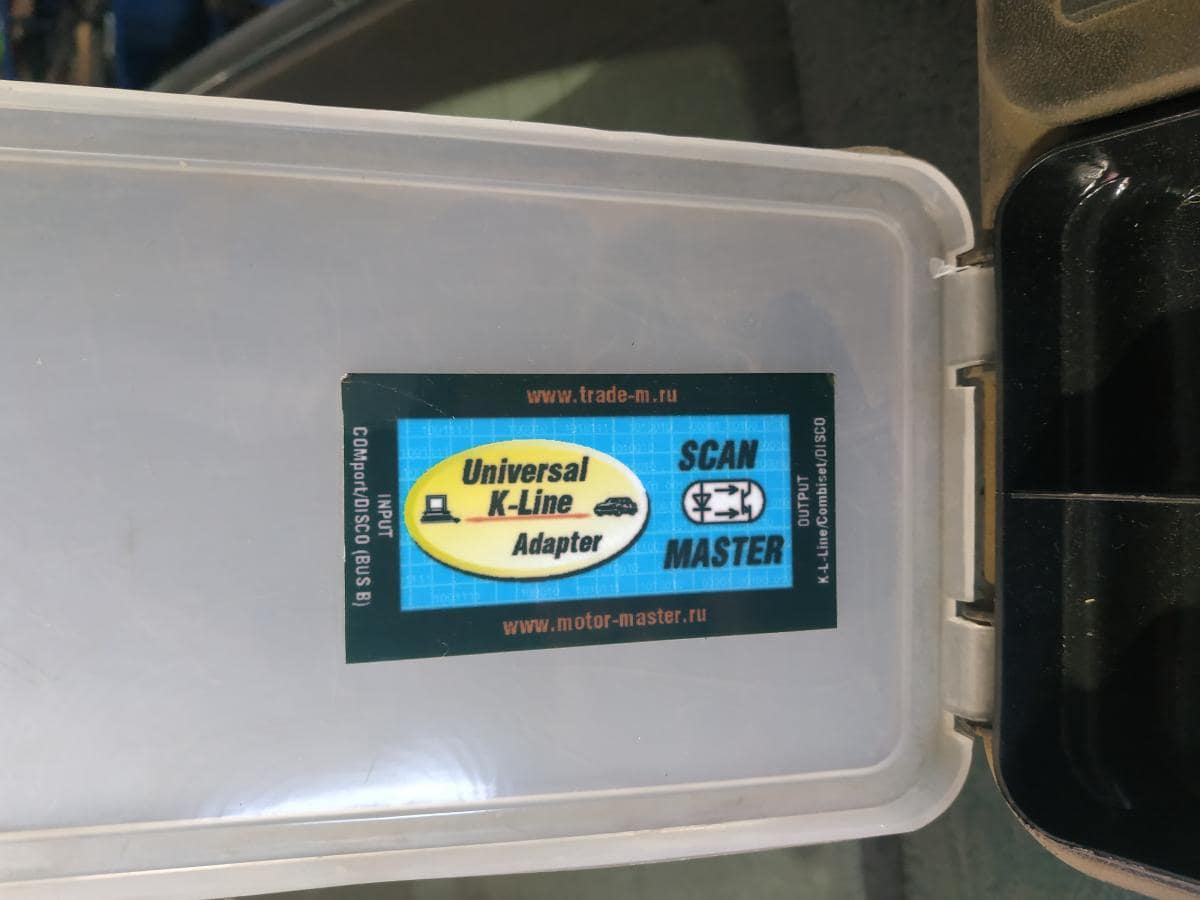 www.trade-m.ru
COMport/DISCO (BUS B)
INPUT
Universal
K-Line
Adapter
SCAN
MASTER
OUTPUT
K-L-Line/Combiset/DISCO
www.motor-master.ru